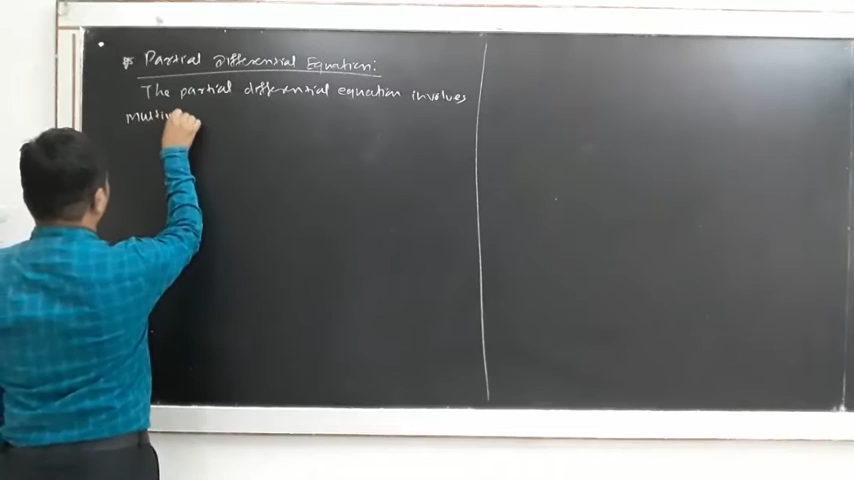 * Partial Differential Equation:
The partial differential equation involves
multi